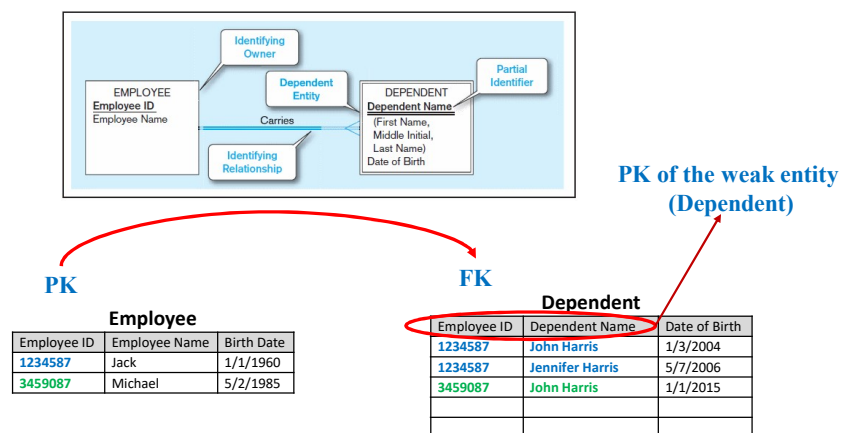 Identifying
Owner
EMPLOYEE
Employee ID
Employee Name
Dependent
Entity
DEPENDENT
Dependent Name
(First Name,
Middle Initial,
Last Name)
Date of Birth
Partial
Identifier
Carries
Identifying
Relationship
PK of the weak entity
(Dependent)
PK
FK
Employee
Employee ID Employee Name Birth Date
1234587 Jack 1/1/1960
3459087 Michael 5/2/1985
Dependent
Employee ID Dependent Name Date of Birth
1234587 John Harris 1/3/2004
1234587 Jennifer Harris 5/7/2006
3459087 John Harris 1/1/2015